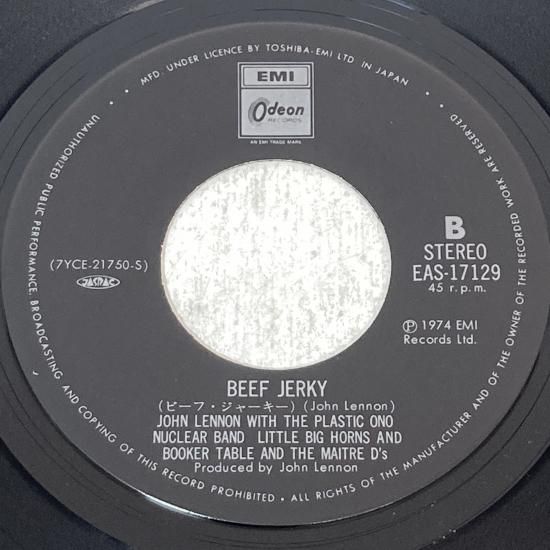 MFD. UNDER LICENCE BY TOSHIBA-EMI LTD IN JAPAN
EMI
Odeon
RECORDS
AN EMI TRADE MARK
B
STEREO
EAS-17129
45 r.p.m.
(7YCE-21750-S)
JASRAC
Ⓟ 1974 EMI
Records Ltd.
BEEF JERKY
(ビーフ・ジャーキー) (John Lennon)
JOHN LENNON WITH THE PLASTIC ONO
NUCLEAR BAND LITTLE BIG HORNS AND
BOOKER TABLE AND THE MAITRE D's
Produced by John Lennon
UNAUTHORIZED PUBLIC PERFORMANCE, BROADCASTING AND COPYING OF THIS RECORD PROHIBITED • ALL RIGHTS OF THE MANUFACTURER AND OF THE OWNER OF THE RECORDED WORK ARE RESERVED